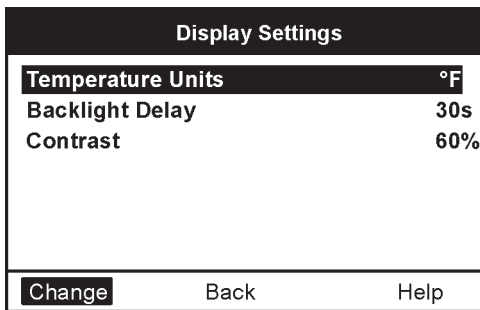 Display Settings
Temperature Units °F
Backlight Delay 30s
Contrast 60%
Change Back Help